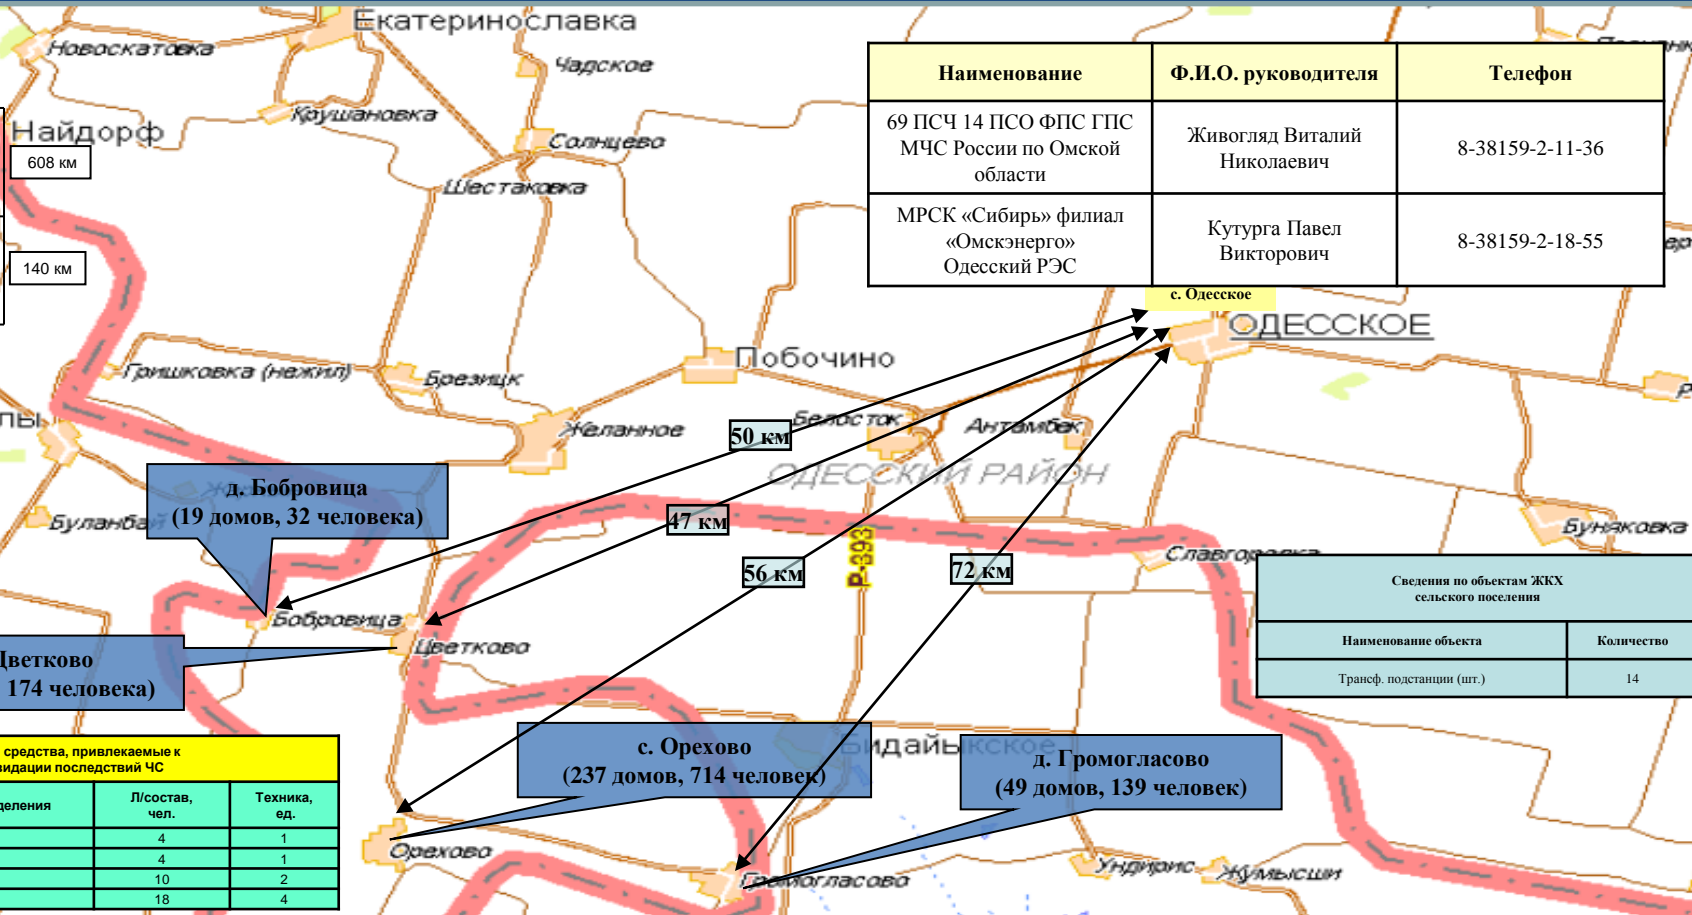 Екатеринославка
Новоскатовка
Чадское
Крушановка
Найдорф
Солнцево
608 км
Шестаковка
140 км
Наименование
Ф.И.О. руководителя
Телефон
69 ПСЧ 14 ПСО ФПС ГПС
МЧС России по Омской
области
Живогляд Виталий
Николаевич
8-38159-2-11-36
МРСК «Сибирь» филиал
«Омскэнерго»
Одесский РЭС
Кутурга Павел
Викторович
8-38159-2-18-55
с. Одесское
ОДЕССКОЕ
Побочино
Гришковка (нежил)
Брезицк
Желанное
Белосток
Антамбек
50 км
ОДЕССКИЙ РАЙОН
д. Бобровица
(19 домов, 32 человека)
Буланбай
47 км
Р-393
Буняковка
Славгородка
56 км
72 км
Сведения по объектам ЖКХ
сельского поселения
Наименование объекта
Количество
Трансф. подстанции (шт.)
14
Бобровица
Цветково
Цветково
174 человека)
с. Орехово
(237 домов, 714 человек)
Бидайыкское
д. Громогласово
(49 домов, 139 человек)
средства, привлекаемые к
последствий ЧС
Л/состав,
чел.
Техника,
ед.
4 1
4 1
10 2
18 4
Орехово
Громогласово
Ундирис
Жумысши